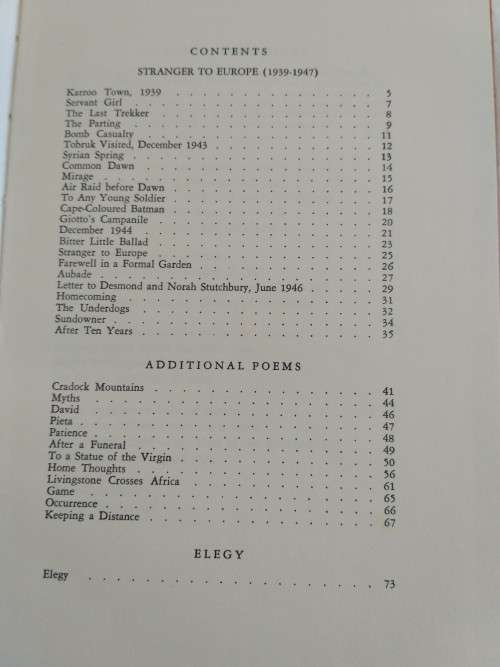 CONTENTS
STRANGER TO EUROPE (1939-1947)
Karroo Town, 1939 . . . . . . . . . . . . . . . 5
Servant Girl . . . . . . . . . . . . . . . 7
The Last Trekker . . . . . . . . . . . . . . . 8
The Parting . . . . . . . . . . . . . . . 9
Bomb Casualty . . . . . . . . . . . . . . . 11
Tobruk Visited, December 1943 . . . . . . . . . . . . 12
Syrian Spring . . . . . . . . . . . . . . . 13
Common Dawn . . . . . . . . . . . . . . . 14
Mirage . . . . . . . . . . . . . . . 15
Air Raid before Dawn . . . . . . . . . . . . . . 16
To Any Young Soldier . . . . . . . . . . . . . . 17
Cape-Coloured Batman . . . . . . . . . . . . . . 18
Giotto's Campanile . . . . . . . . . . . . . . 20
December 1944 . . . . . . . . . . . . . . . 21
Bitter Little Ballad . . . . . . . . . . . . . . 23
Stranger to Europe . . . . . . . . . . . . . . 25
Farewell in a Formal Garden . . . . . . . . . . . . 26
Aubade . . . . . . . . . . . . . . . 27
Letter to Desmond and Norah Stutchbury, June 1946 . . . . . 29
Homecoming . . . . . . . . . . . . . . . 31
The Underdogs . . . . . . . . . . . . . . . 32
Sundowner . . . . . . . . . . . . . . . 34
After Ten Years . . . . . . . . . . . . . . . 35
ADDITIONAL POEMS
Cradock Mountains . . . . . . . . . . . . . 41
Myths . . . . . . . . . . . . . . . 44
David . . . . . . . . . . . . . . . 46
Pieta . . . . . . . . . . . . . . . 47
Patience . . . . . . . . . . . . . . . 48
After a Funeral . . . . . . . . . . . . . . 49
To a Statue of the Virgin . . . . . . . . . . . . 50
Home Thoughts . . . . . . . . . . . . . . 56
Livingstone Crosses Africa . . . . . . . . . . . 61
Game . . . . . . . . . . . . . . . 65
Occurrence . . . . . . . . . . . . . . . 66
Keeping a Distance . . . . . . . . . . . . . 67
ELEGY
Elegy . . . . . . . . . . . . . . . 73